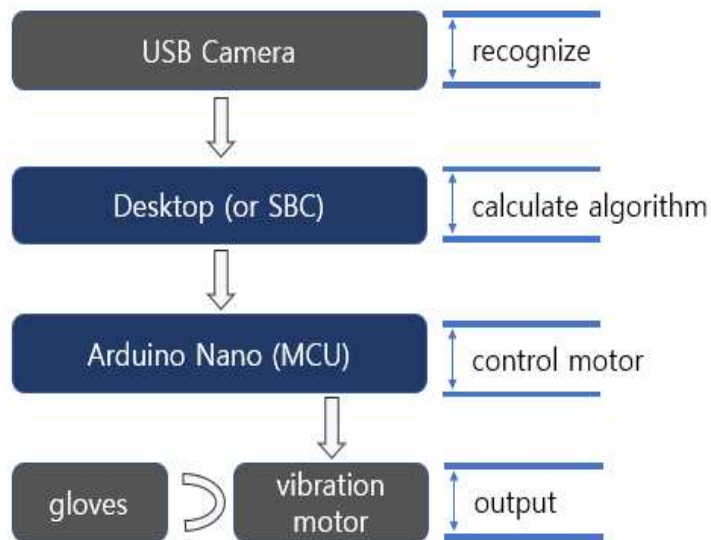 USB Camera
recognize
Desktop (or SBC)
calculate algorithm
Arduino Nano (MCU)
control motor
gloves
vibration
motor
output